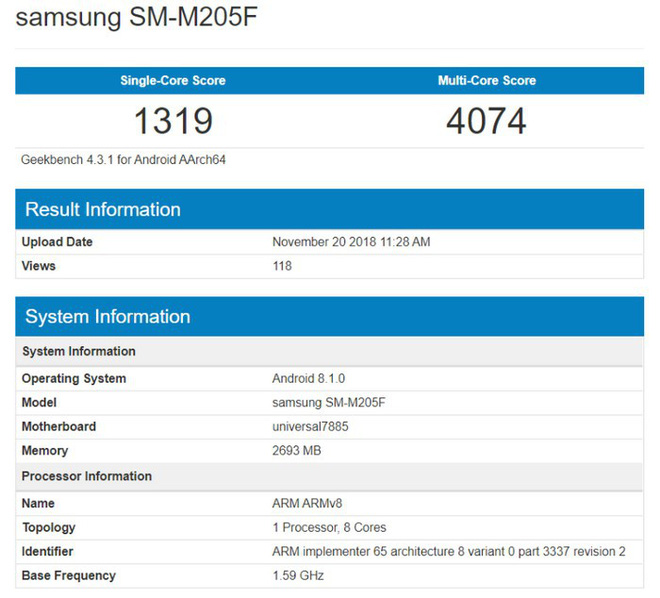 samsung SM-M205F
Single-Core Score Multi-Core Score
1319 4074
Geekbench 4.3.1 for Android AArch64
Result Information
Upload Date November 20 2018 11:28 AM
Views 118
System Information
System Information
Operating System Android 8.1.0
Model samsung SM-M205F
Motherboard universal7885
Memory 2693 MB
Processor Information
Name ARM ARMv8
Topology 1 Processor, 8 Cores
Identifier ARM implementer 65 architecture 8 variant 0 part 3337 revision 2
Base Frequency 1.59 GHz